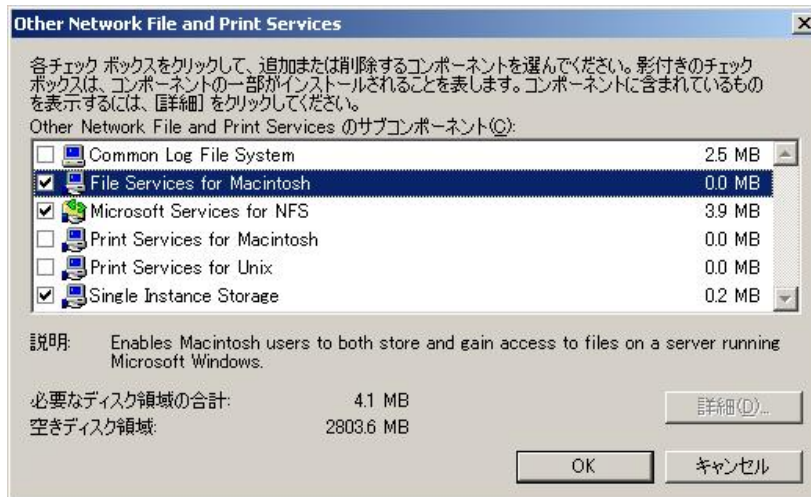 Other Network File and Print Services
各チェック ボックスをクリックして、追加または削除するコンポーネントを選んでください。影付きのチェック
ボックスは、コンポーネントの一部がインストールされることを表します。コンポーネントに含まれているもの
を表示するには、[詳細] をクリックしてください。
Other Network File and Print Services のサブコンポーネント(C):
Common Log File System 2.5 MB
File Services for Macintosh 0.0 MB
Microsoft Services for NFS 3.9 MB
Print Services for Macintosh 0.0 MB
Print Services for Unix 0.0 MB
Single Instance Storage 0.2 MB
説明: Enables Macintosh users to both store and gain access to files on a server running
Microsoft Windows.
必要なディスク領域の合計: 4.1 MB
空きディスク領域: 2803.6 MB
詳細(D)...
OK キャンセル